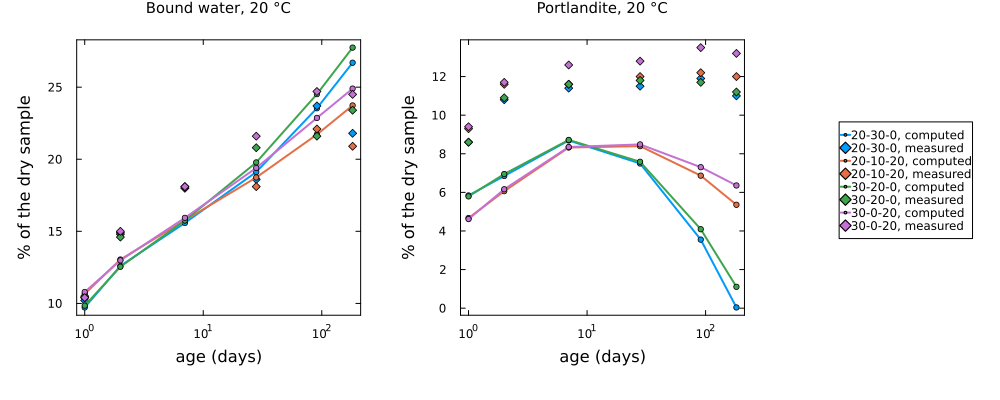 Bound water, 20 °C
Portlandite, 20 °C
% of the dry sample
25
20
15
10
10⁰
10¹
10²
age (days)
% of the dry sample
12
10
8
6
4
2
0
10⁰
10¹
10²
age (days)
20-30-0, computed
20-30-0, measured
20-10-20, computed
20-10-20, measured
30-20-0, computed
30-20-0, measured
30-0-20, computed
30-0-20, measured